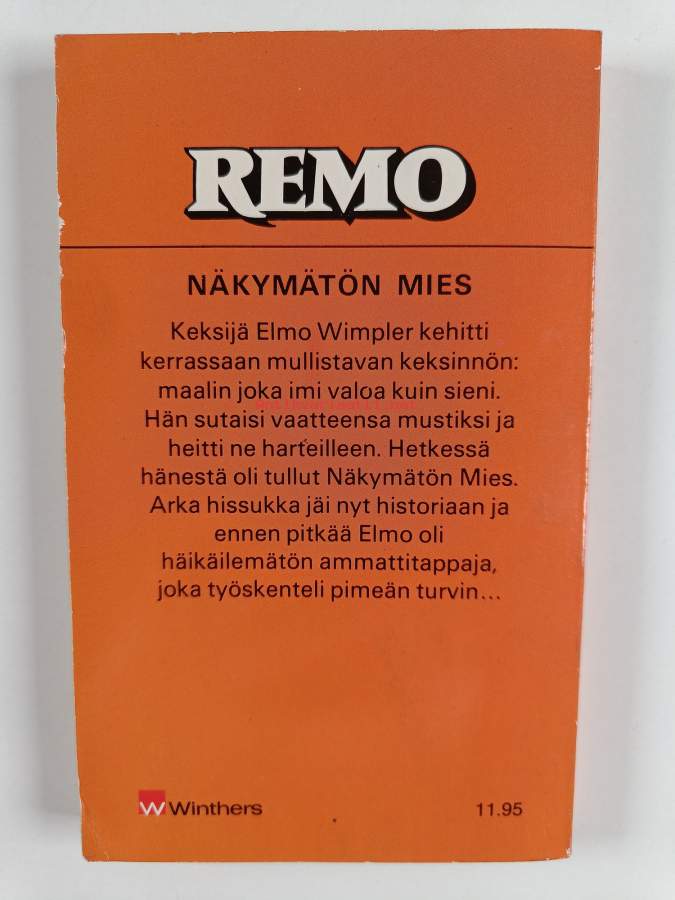 REMO
NÄKYMÄTÖN MIES
Keksijä Elmo Wimpler kehitti
kerrassaan mullistavan keksinnön:
maalin joka imi valoa kuin sieni.
Hän sutaisi vaatteensa mustiksi ja
heitti ne harteilleen. Hetkessä
hänestä oli tullut Näkymätön Mies.
Arka hissukka jäi nyt historiaan ja
ennen pitkää Elmo oli
häikäilemätön ammattitappaja,
joka työskenteli pimeän turvin...
W Winthers
11.95